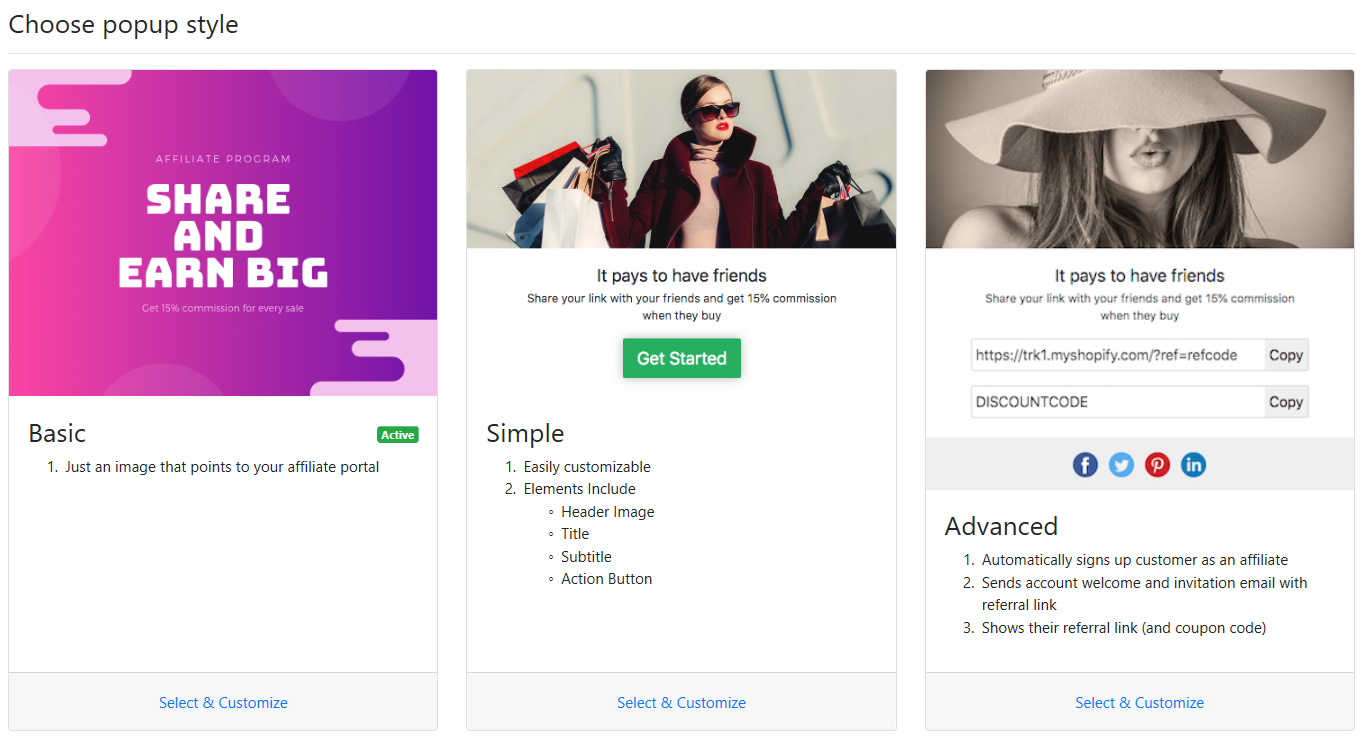 Choose popup style
AFFILIATE PROGRAM
SHARE
AND
EARN BIG
Get 15% commission for every sale
Basic
Active
1. Just an image that points to your affiliate portal
Select & Customize
It pays to have friends
Share your link with your friends and get 15% commission
when they buy
Get Started
Simple
1. Easily customizable
2. Elements Include
◦ Header Image
◦ Title
◦ Subtitle
◦ Action Button
Select & Customize
It pays to have friends
Share your link with your friends and get 15% commission
when they buy
https://trk1.myshopify.com/?ref=refcode Copy
DISCOUNTCODE Copy
f
in
Advanced
1. Automatically signs up customer as an affiliate
2. Sends account welcome and invitation email with
referral link
3. Shows their referral link (and coupon code)
Select & Customize